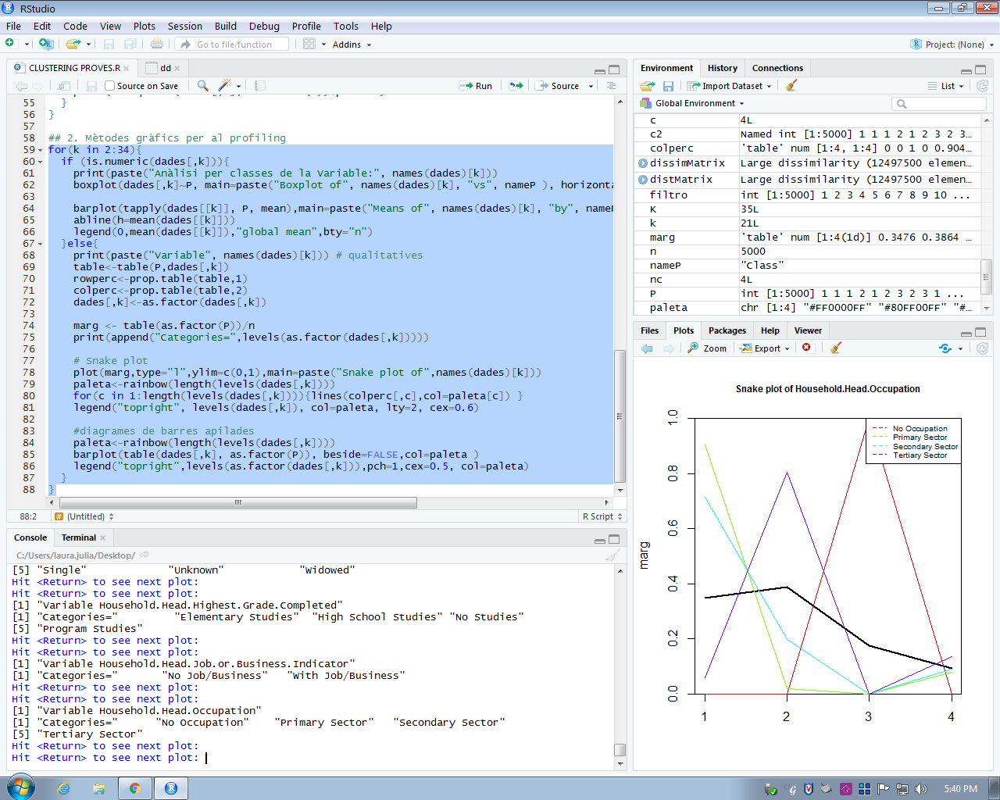 RStudio
File Edit Code View Plots Session Build Debug Profile Tools Help
Go to file/function Addins Project: (None)
CLUSTERING PROVES.R dd
Source on Save Run Source
55 }
56 }
57
58 ## 2. Mètodes gràfics per al profiling
59 for(k in 2:34){
60 if (is.numeric(dades[,k])){
61 print(paste("Anàlisi per classes de la Variable:", names(dades)[k]))
62 boxplot(dades[,k]~P, main=paste("Boxplot of", names(dades)[k], "vs", nameP ), horizonta
63
64 barplot(tapply(dades[[k]], P, mean),main=paste("Means of", names(dades)[k], "by", nameP
65 abline(h=mean(dades[[k]]))
66 legend(0,mean(dades[[k]]),"global mean",bty="n")
67 }else{
68 print(paste("Variable", names(dades)[k])) # qualitatives
69 table<-table(P,dades[,k])
70 rowperc<-prop.table(table,1)
71 colperc<-prop.table(table,2)
72 dades[,k]<-as.factor(dades[,k])
73
74 marg <- table(as.factor(P))/n
75 print(append("Categories=",levels(as.factor(dades[,k]))))
76
77 # Snake plot
78 plot(marg,type="l",ylim=c(0,1),main=paste("Snake plot of",names(dades)[k]))
79 paleta<-rainbow(length(levels(dades[,k])))
80 for(c in 1:length(levels(dades[,k]))){lines(colperc[,c],col=paleta[c]) }
81 legend("topright", levels(dades[,k]), col=paleta, lty=2, cex=0.6)
82
83 #diagrames de barres apilades
84 paleta<-rainbow(length(levels(dades[,k])))
85 barplot(table(dades[,k], as.factor(P)), beside=FALSE,col=paleta )
86 legend("topright",levels(as.factor(dades[,k])),pch=1,cex=0.5, col=paleta)
87 }
88 }
88:2 (Untitled) R Script
Console Terminal
C:/Users/laura.julia/Desktop/
[5] "Single" "Unknown" "Widowed"
Hit <Return> to see next plot:
Hit <Return> to see next plot:
[1] "Variable Household.Head.Highest.Grade.Completed"
[1] "Categories=" "Elementary Studies" "High School Studies" "No Studies"
[5] "Program Studies"
Hit <Return> to see next plot:
Hit <Return> to see next plot:
[1] "Variable Household.Head.Job.or.Business.Indicator"
[1] "Categories=" "No Job/Business" "With Job/Business"
Hit <Return> to see next plot:
Hit <Return> to see next plot:
[1] "Variable Household.Head.Occupation"
[1] "Categories=" "No Occupation" "Primary Sector" "Secondary Sector"
[5] "Tertiary Sector"
Hit <Return> to see next plot:
Hit <Return> to see next plot:
Environment History Connections
Import Dataset List
Global Environment
c 4L
c2 Named int [1:5000] 1 1 1 2 1 2 3 2 3…
colperc 'table' num [1:4, 1:4] 0 0 1 0 0.904…
dissimMatrix Large dissimilarity (12497500 elemen…
distMatrix Large dissimilarity (12497500 elemen…
filtro int [1:5000] 1 2 3 4 5 6 7 8 9 10 ...
K 35L
k 21L
marg 'table' num [1:4(1d)] 0.3476 0.3864 …
n 5000
nameP "Class"
nc 4L
P int [1:5000] 1 1 1 2 1 2 3 2 3 1 ...
paleta chr [1:4] "#FF0000FF" "#80FF00FF" "#…
Files Plots Packages Help Viewer
Zoom Export
Snake plot of Household.Head.Occupation
No Occupation
Primary Sector
Secondary Sector
Tertiary Sector
marg
1.0
0.8
0.6
0.4
0.2
0.0
1 2 3 4
5:40 PM